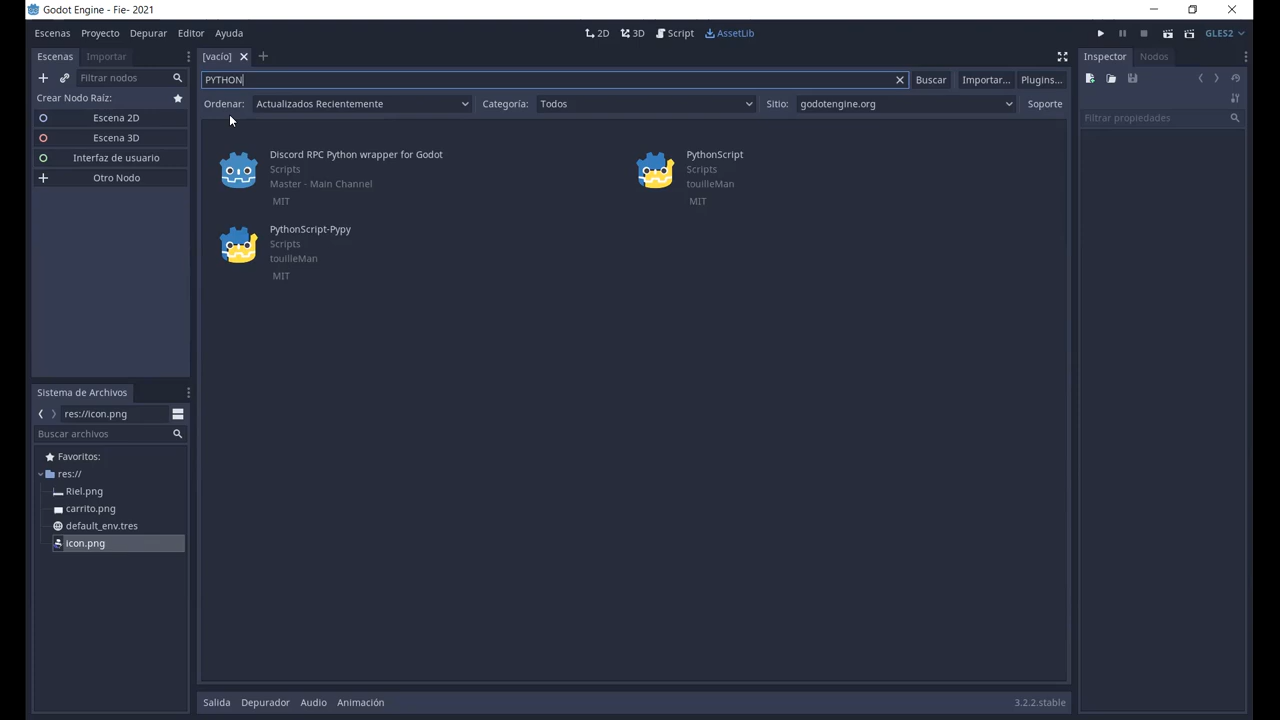 Godot Engine - Fie- 2021
Escenas Proyecto Depurar Editor Ayuda
2D 3D Script AssetLib
GLES2
Escenas Importar
Filtrar nodos
Crear Nodo Raíz:
Escena 2D
Escena 3D
Interfaz de usuario
Otro Nodo
Sistema de Archivos
res://icon.png
Buscar archivos
Favoritos:
res://
Riel.png
carrito.png
default_env.tres
icon.png
[vacío]
PYTHON
Buscar Importar... Plugins...
Ordenar: Actualizados Recientemente Categoría: Todos Sitio: godotengine.org Soporte
Discord RPC Python wrapper for Godot
Scripts
Master - Main Channel
MIT
PythonScript
Scripts
touilleMan
MIT
PythonScript-Pypy
Scripts
touilleMan
MIT
Salida Depurador Audio Animación
3.2.2.stable
Inspector Nodos
Filtrar propiedades